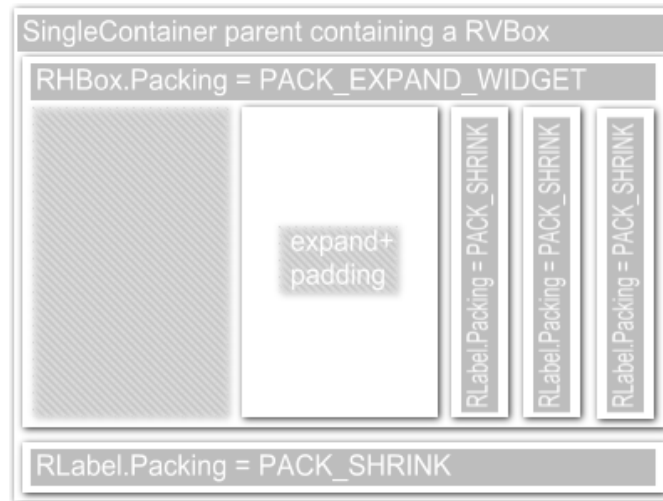 SingleContainer parent containing a RVBox
RHBox.Packing = PACK_EXPAND_WIDGET
expand+
padding
RLabel.Packing = PACK_SHRINK
RLabel.Packing = PACK_SHRINK
RLabel.Packing = PACK_SHRINK
RLabel.Packing = PACK_SHRINK